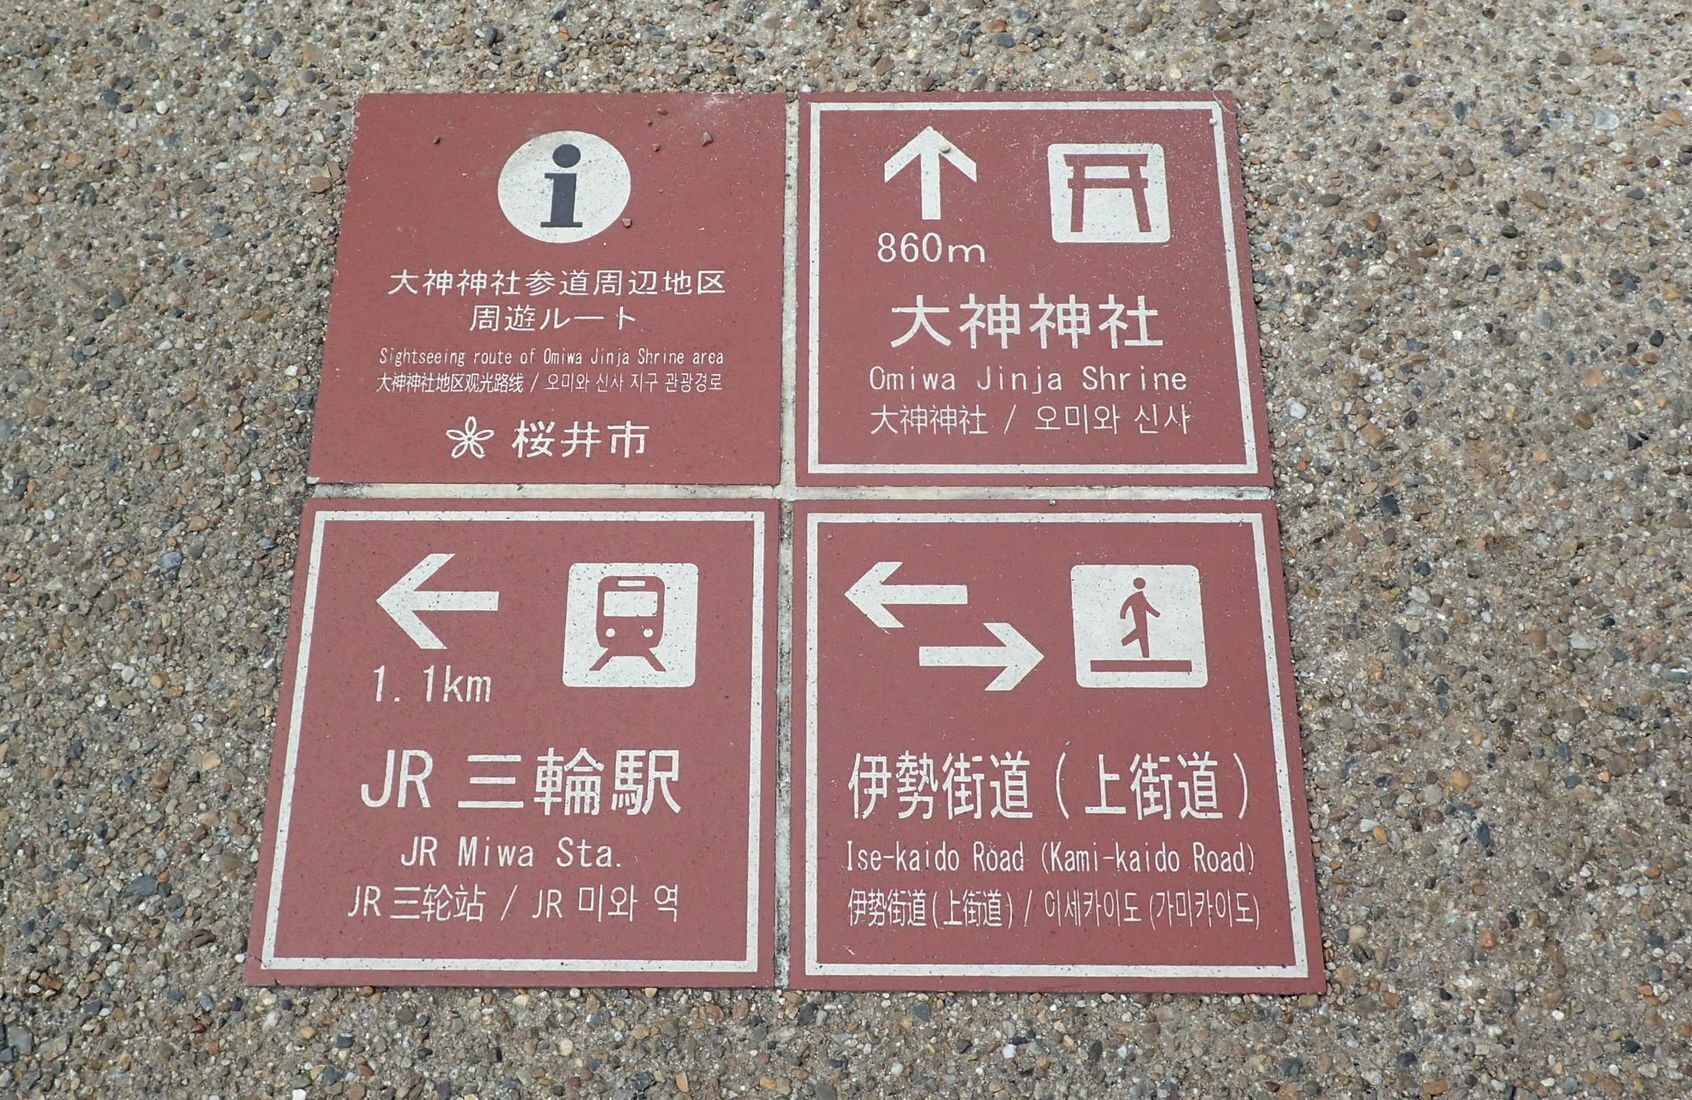 i
大神神社参道周辺地区
周遊ルート
Sightseeing route of Omiwa Jinja Shrine area
大神神社地区观光路线 / 오미와 신사 지구 관광경로
桜井市
860m
大神神社
Omiwa Jinja Shrine
大神神社 / 오미와 신사
1.1km
JR 三輪駅
JR Miwa Sta.
JR 三轮站 / JR 미와 역
伊勢街道(上街道)
Ise-kaido Road (Kami-kaido Road)
伊勢街道(上街道) / 이세카이도 (가미카이도)